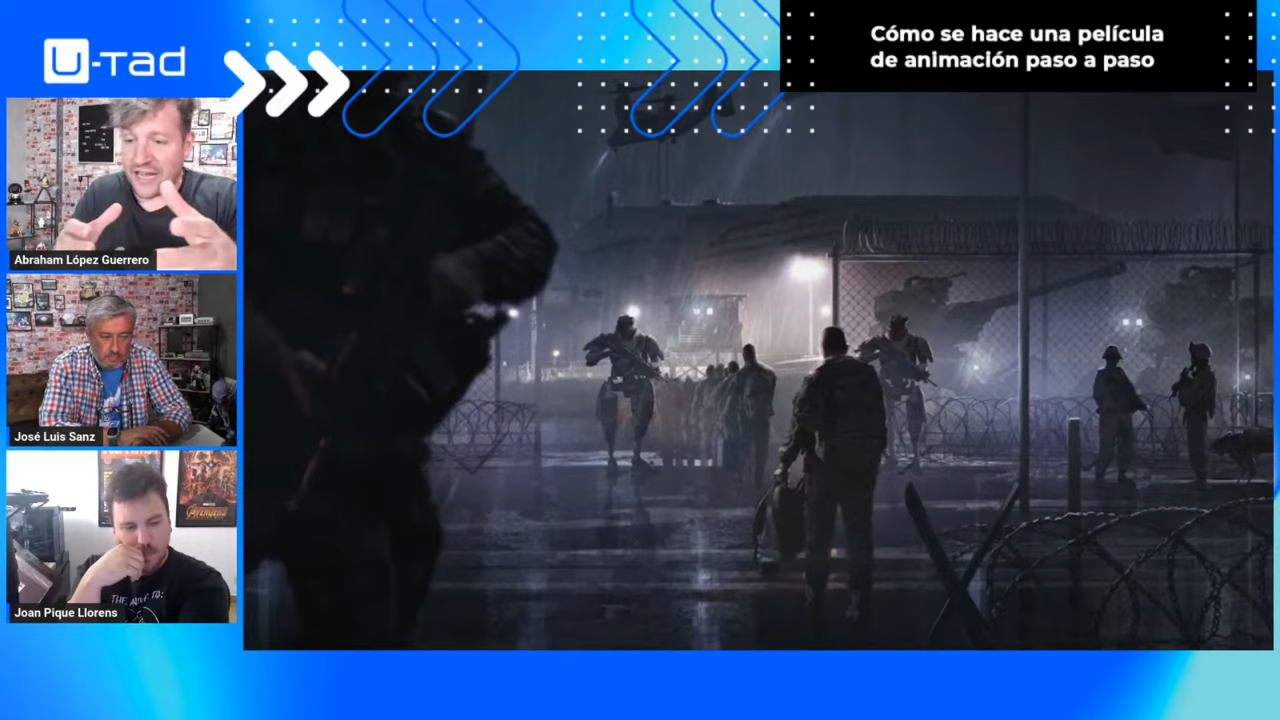 U-Tad
Cómo se hace una película
de animación paso a paso
Abraham López Guerrero
José Luis Sanz
Joan Pique Llorens
AVENGERS